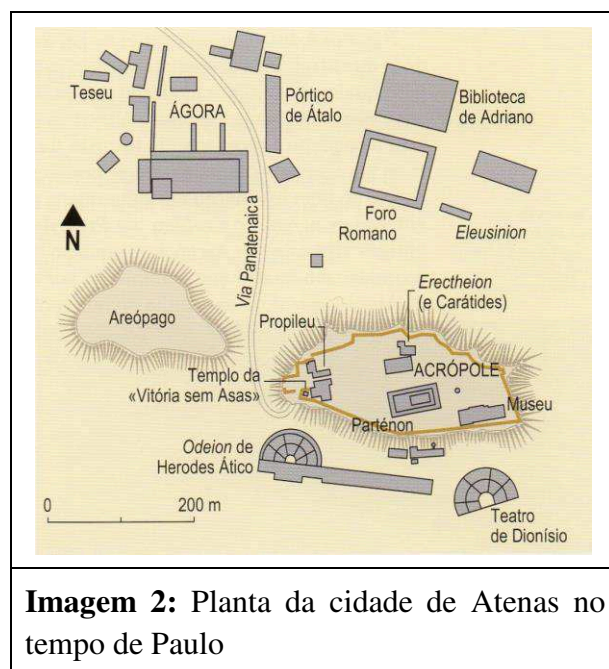 Teseu
ÁGORA
Pórtico
de Átalo
Biblioteca
de Adriano
Foro
Romano
Eleusinion
N
Via Panatenaica
Areópago
Propileu
Erectheion
(e Carátides)
Templo da
«Vitória sem Asas»
ACRÓPOLE
Museu
Parténon
Odeion de
Herodes Ático
0
200 m
Teatro
de Dionísio
Imagem 2: Planta da cidade de Atenas no
tempo de Paulo